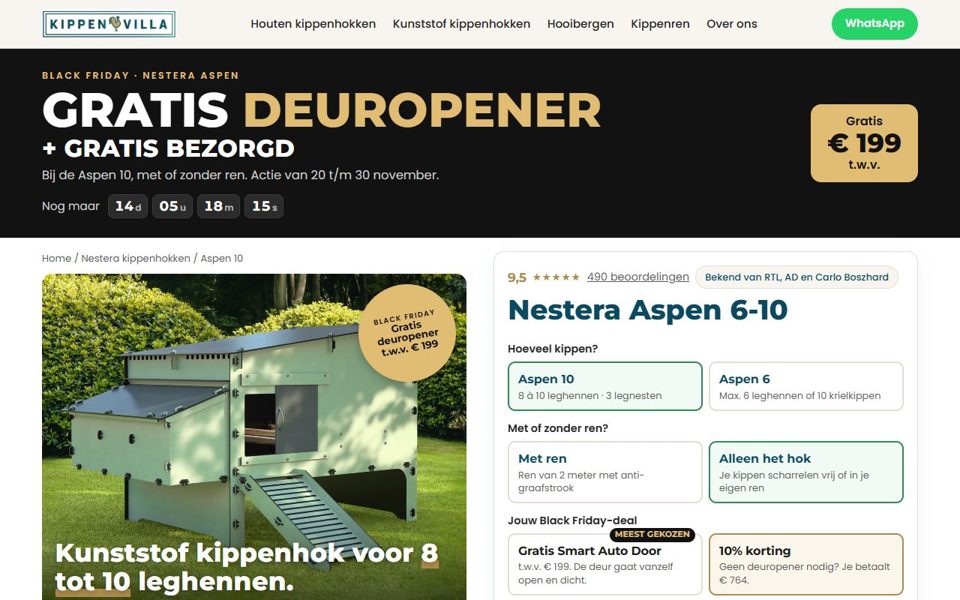 KIPPEN VILLA
Houten kippenhokken
Kunststof kippenhokken
Hooibergen
Kippenren
Over ons
WhatsApp
BLACK FRIDAY · NESTERA ASPEN
GRATIS DEUROPENER
+ GRATIS BEZORGD
Bij de Aspen 10, met of zonder ren. Actie van 20 t/m 30 november.
Nog maar 14d 05u 18m 15s
Gratis
€ 199
t.w.v.
Home / Nestera kippenhokken / Aspen 10
BLACK FRIDAY
Gratis
deuropener
t.w.v. € 199
Kunststof kippenhok voor 8
tot 10 leghennen.
9,5 ★★★★★ 490 beoordelingen
Bekend van RTL, AD en Carlo Boszhard
Nestera Aspen 6-10
Hoeveel kippen?
Aspen 10
8 à 10 leghennen · 3 legnesten
Aspen 6
Max. 6 leghennen of 10 krielkippen
Met of zonder ren?
Met ren
Ren van 2 meter met anti-
graafstrook
Alleen het hok
Je kippen scharrelen vrij of in je
eigen ren
Jouw Black Friday-deal
MEEST GEKOZEN
Gratis Smart Auto Door
t.w.v. € 199. De deur gaat vanzelf
open en dicht.
10% korting
Geen deuropener nodig? Je betaalt
€ 764.